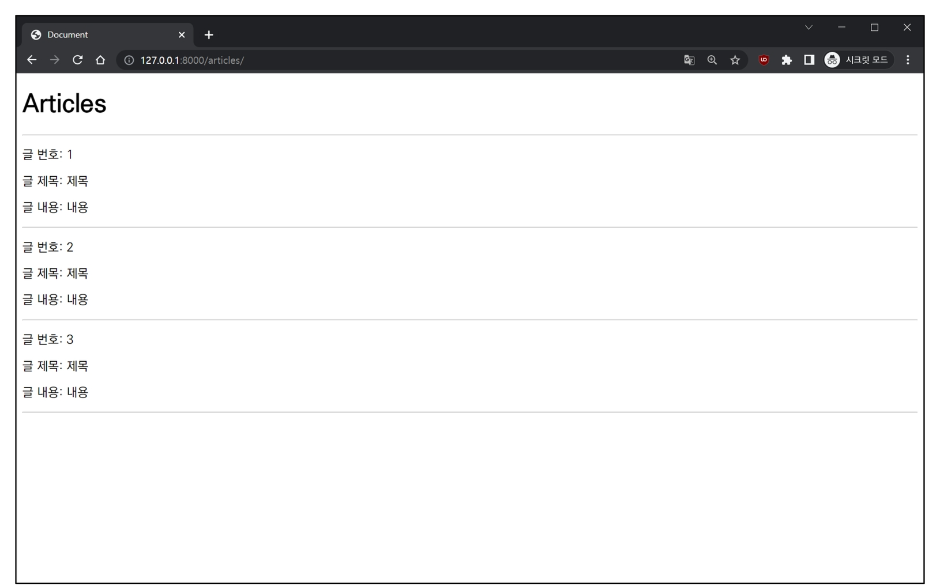 Document
127.0.0.1:8000/articles/
시크릿 모드
Articles
글 번호: 1
글 제목: 제목
글 내용: 내용
글 번호: 2
글 제목: 제목
글 내용: 내용
글 번호: 3
글 제목: 제목
글 내용: 내용